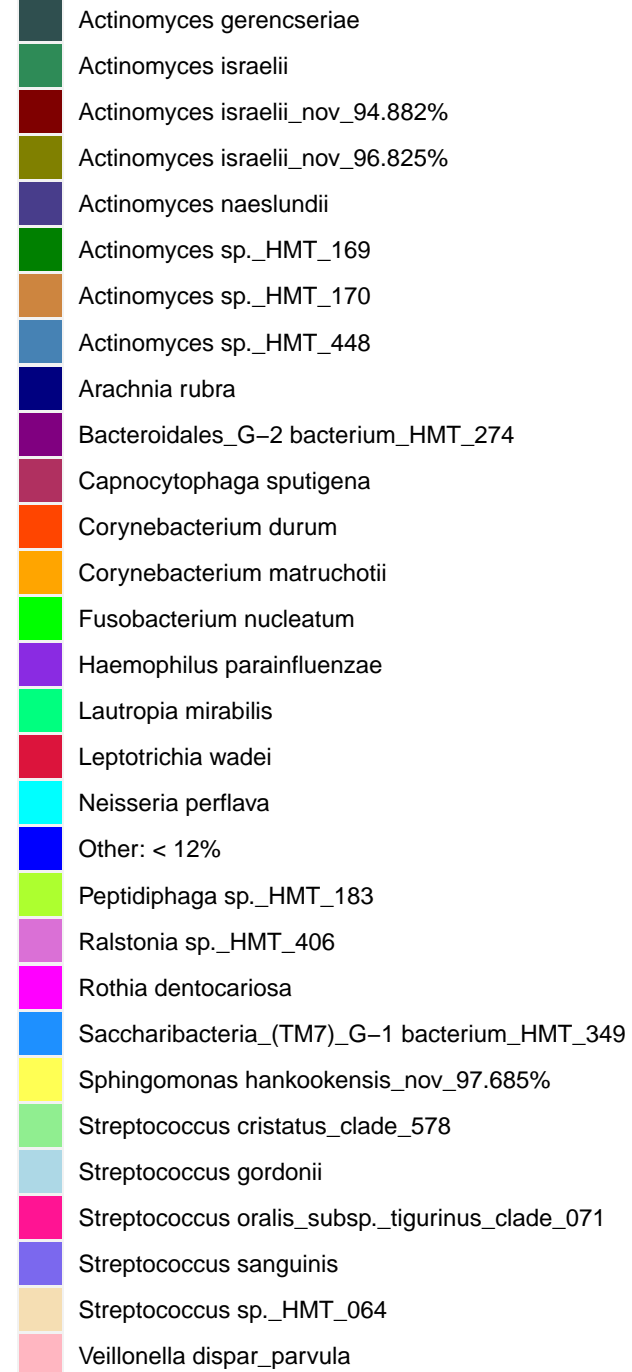 Actinomyces gerencseriae
Actinomyces israelii
Actinomyces israelii_nov_94.882%
Actinomyces israelii_nov_96.825%
Actinomyces naeslundii
Actinomyces sp._HMT_169
Actinomyces sp._HMT_170
Actinomyces sp._HMT_448
Arachnia rubra
Bacteroidales_G−2 bacterium_HMT_274
Capnocytophaga sputigena
Corynebacterium durum
Corynebacterium matruchotii
Fusobacterium nucleatum
Haemophilus parainfluenzae
Lautropia mirabilis
Leptotrichia wadei
Neisseria perflava
Other: < 12%
Peptidiphaga sp._HMT_183
Ralstonia sp._HMT_406
Rothia dentocariosa
Saccharibacteria_(TM7)_G−1 bacterium_HMT_349
Sphingomonas hankookensis_nov_97.685%
Streptococcus cristatus_clade_578
Streptococcus gordonii
Streptococcus oralis_subsp._tigurinus_clade_071
Streptococcus sanguinis
Streptococcus sp._HMT_064
Veillonella dispar_parvula